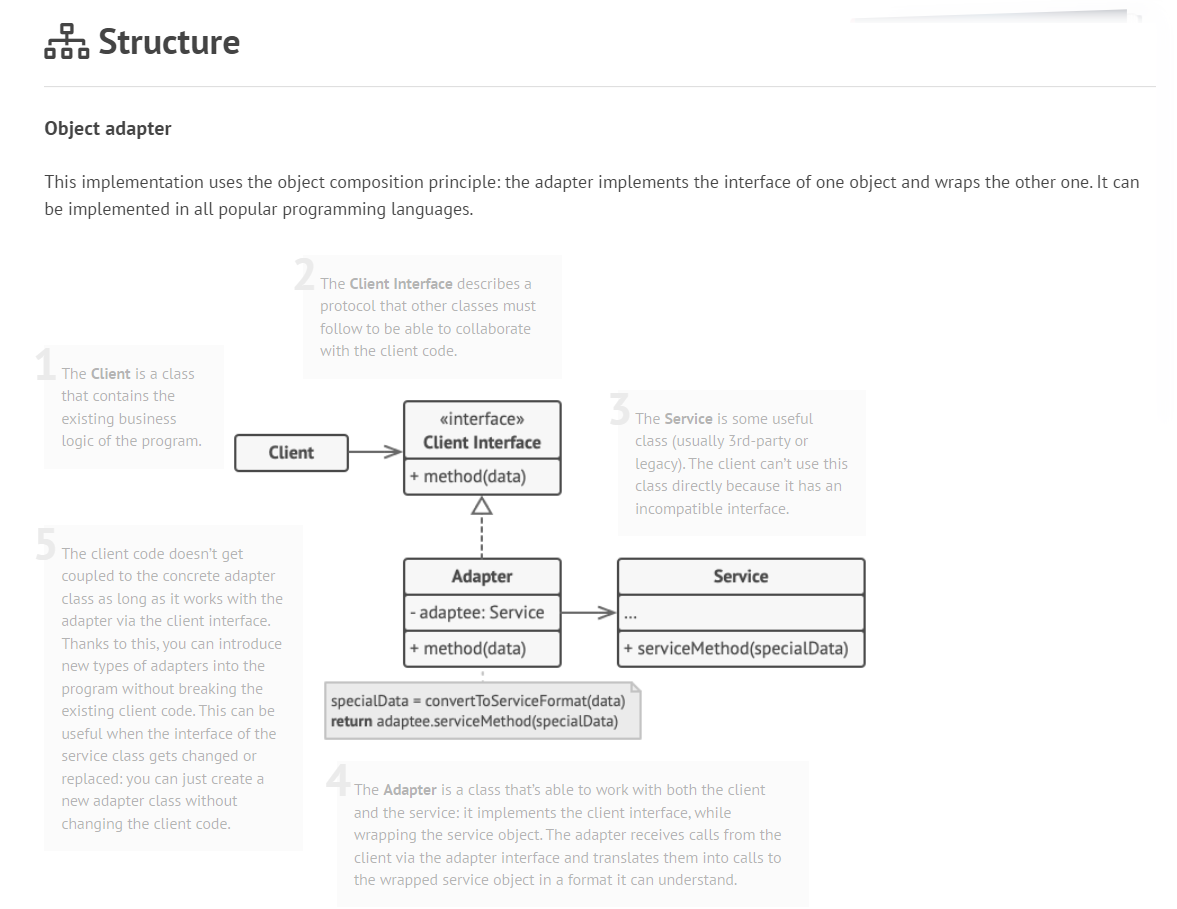 Structure
Object adapter
This implementation uses the object composition principle: the adapter implements the interface of one object and wraps the other one. It can
be implemented in all popular programming languages.
2
The Client Interface describes a
protocol that other classes must
follow to be able to collaborate
with the client code.
1
The Client is a class
that contains the
existing business
logic of the program.
Client
«interface»
Client Interface
+ method(data)
3
The Service is some useful
class (usually 3rd-party or
legacy). The client can’t use this
class directly because it has an
incompatible interface.
5
The client code doesn’t get
coupled to the concrete adapter
class as long as it works with the
adapter via the client interface.
Thanks to this, you can introduce
new types of adapters into the
program without breaking the
existing client code. This can be
useful when the interface of the
service class gets changed or
replaced: you can just create a
new adapter class without
changing the client code.
Adapter
- adaptee: Service
+ method(data)
Service
...
+ serviceMethod(specialData)
specialData = convertToServiceFormat(data)
return adaptee.serviceMethod(specialData)
4
The Adapter is a class that’s able to work with both the client
and the service: it implements the client interface, while
wrapping the service object. The adapter receives calls from the
client via the adapter interface and translates them into calls to
the wrapped service object in a format it can understand.